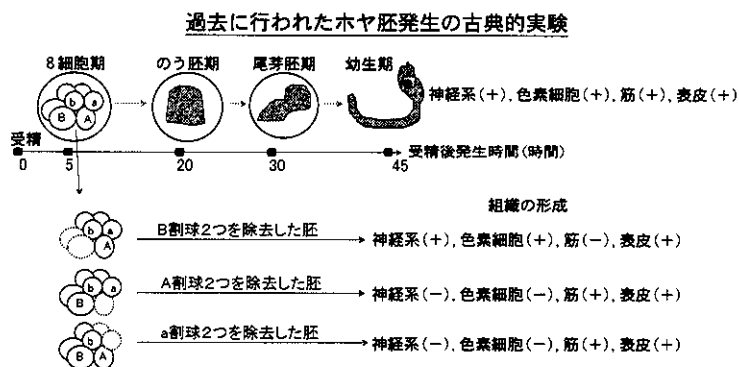 過去に行われたホヤ胚発生の古典的実験
8細胞期 のう胚期 尾芽胚期 幼生期
b a
B A
神経系(+),色素細胞(+),筋(+),表皮(+)
受精
0 5 20 30 45
受精後発生時間(時間)
組織の形成
b a
A
B割球2つを除去した胚
神経系(+),色素細胞(+),筋(-),表皮(+)
b a
B
A割球2つを除去した胚
神経系(-),色素細胞(-),筋(+),表皮(+)
b
B A
a割球2つを除去した胚
神経系(-),色素細胞(-),筋(+),表皮(+)